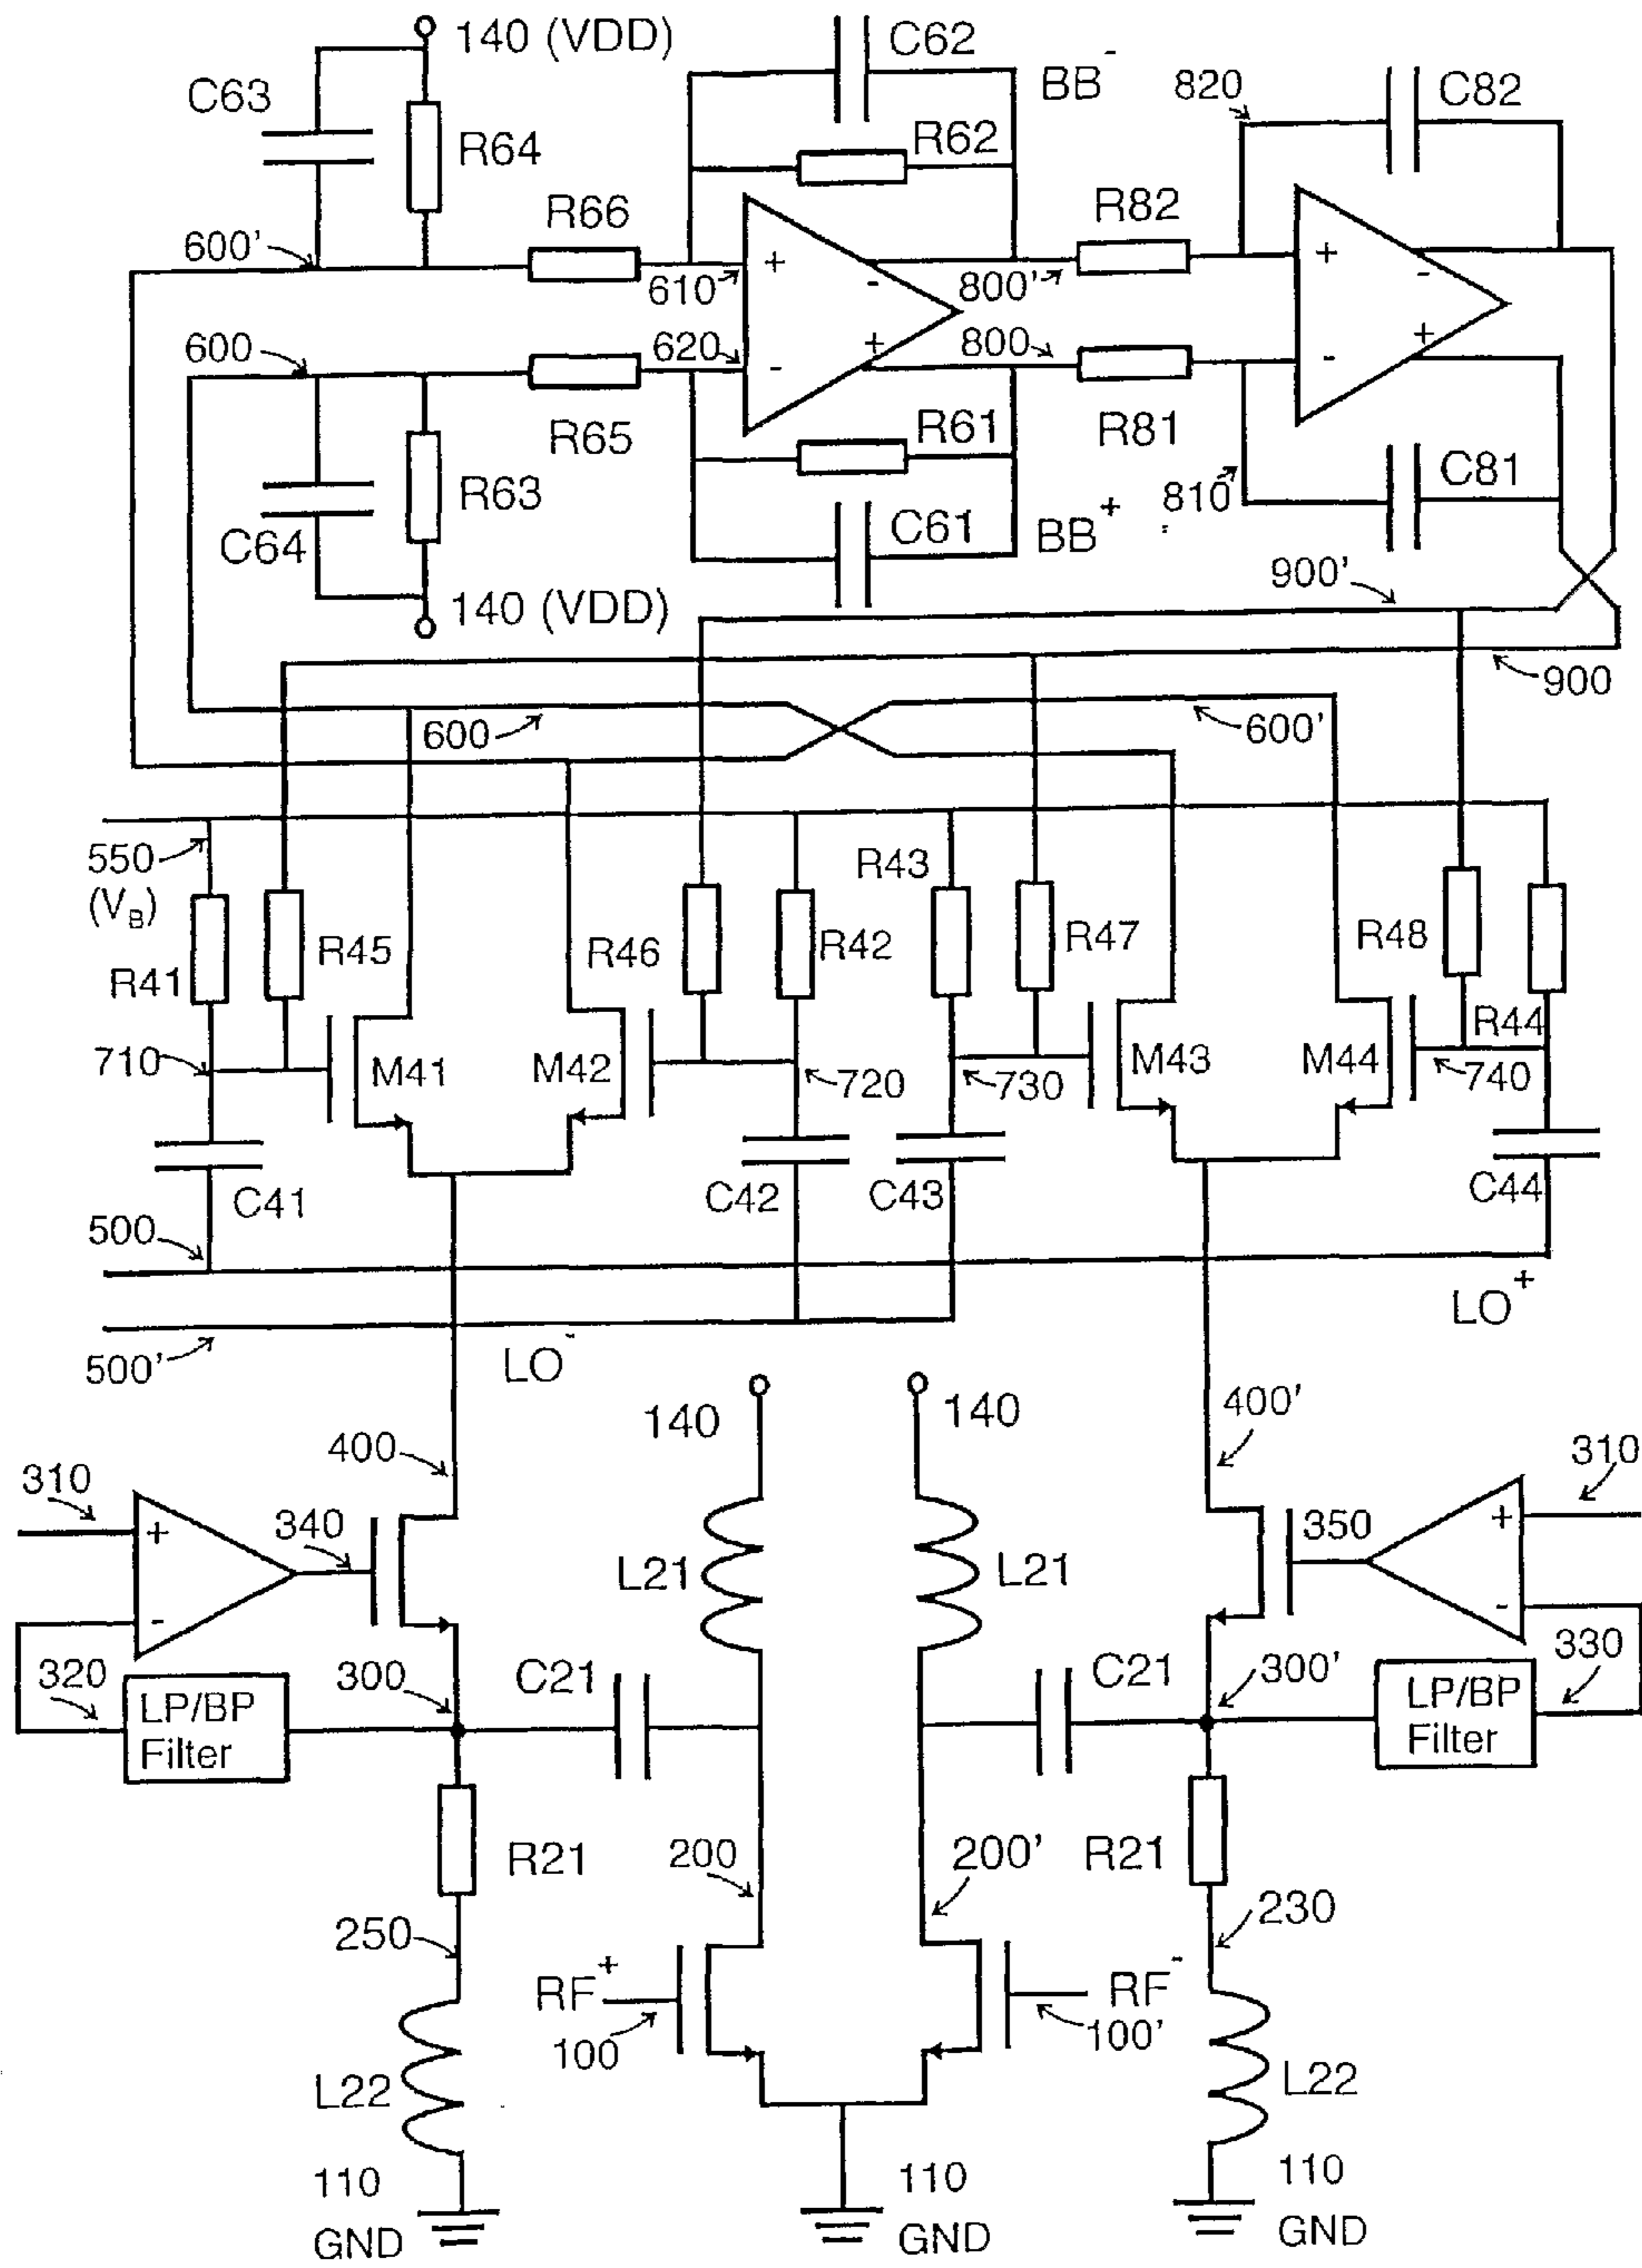 140 (VDD)
C62
BB-
820
C82
C63
R64
R62
R66
R82
600'
610
+
-
800'
+
-
600
620
-
+
800
-
+
R65
R61
R81
810
C81
R63
C64
C61
BB+
140 (VDD)
900'
900
600
600'
550
(VB)
R43
R41
R45
R46
R42
R47
R48
R44
710
M41
M42
720
730
M43
M44
740
C41
C42
C43
C44
500
LO+
500'
LO-
140
140
400
400'
310
310
+
340
350
+
L21
L21
-
-
320
300
C21
C21
300'
330
LP/BP
Filter
LP/BP
Filter
R21
200
200'
R21
250
230
RF+
RF-
100
100'
L22
L22
110
GND
110
GND
110
GND